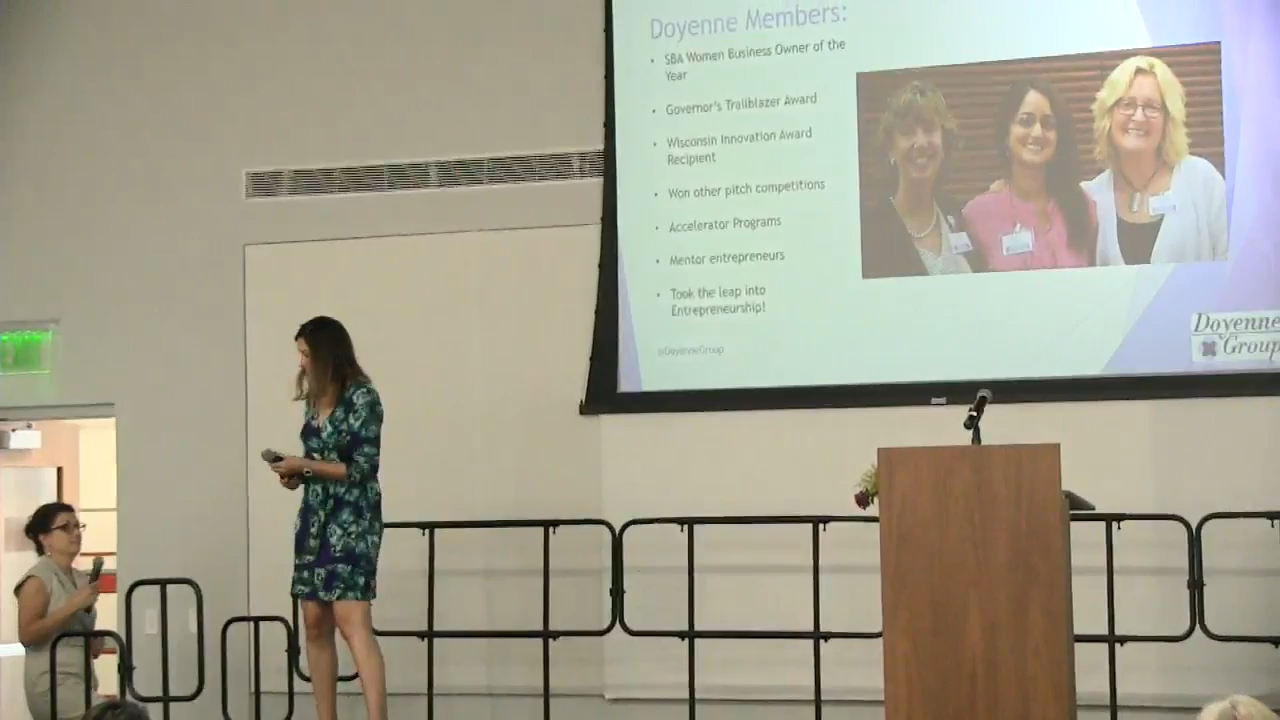 Doyenne Members:
• SBA Women Business Owner of the
Year
• Governor's Trailblazer Award
• Wisconsin Innovation Award
Recipient
• Won other pitch competitions
• Accelerator Programs
• Mentor entrepreneurs
• Took the leap into
Entrepreneurship!
@DoyenneGroup
Doyenne
Group